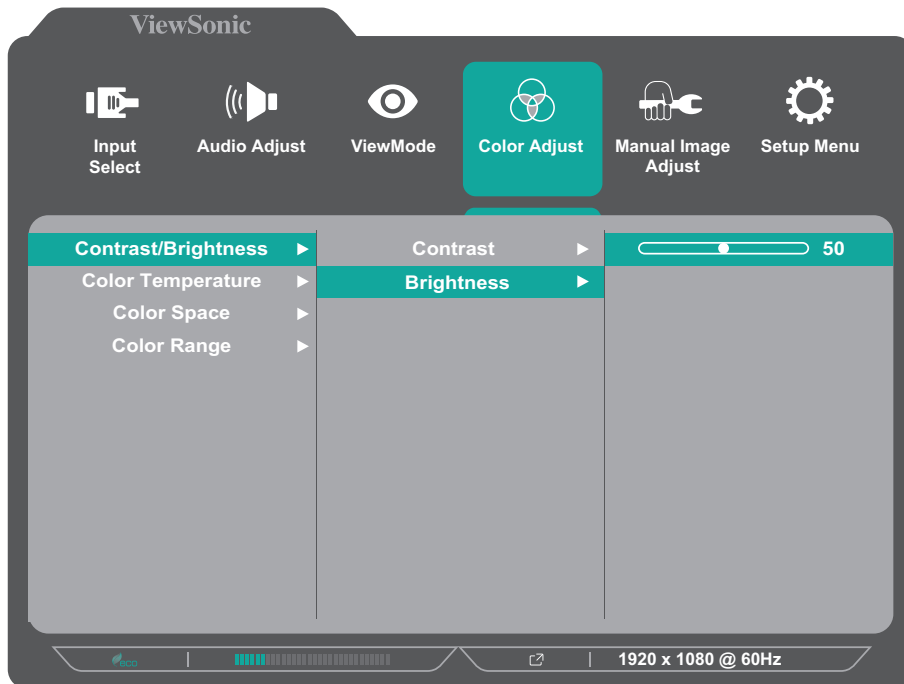 ViewSonic
Input
Select
Audio Adjust
ViewMode
Color Adjust
Manual Image
Adjust
Setup Menu
Contrast/Brightness
Color Temperature
Color Space
Color Range
Contrast
Brightness
50
eco
1920 x 1080 @ 60Hz